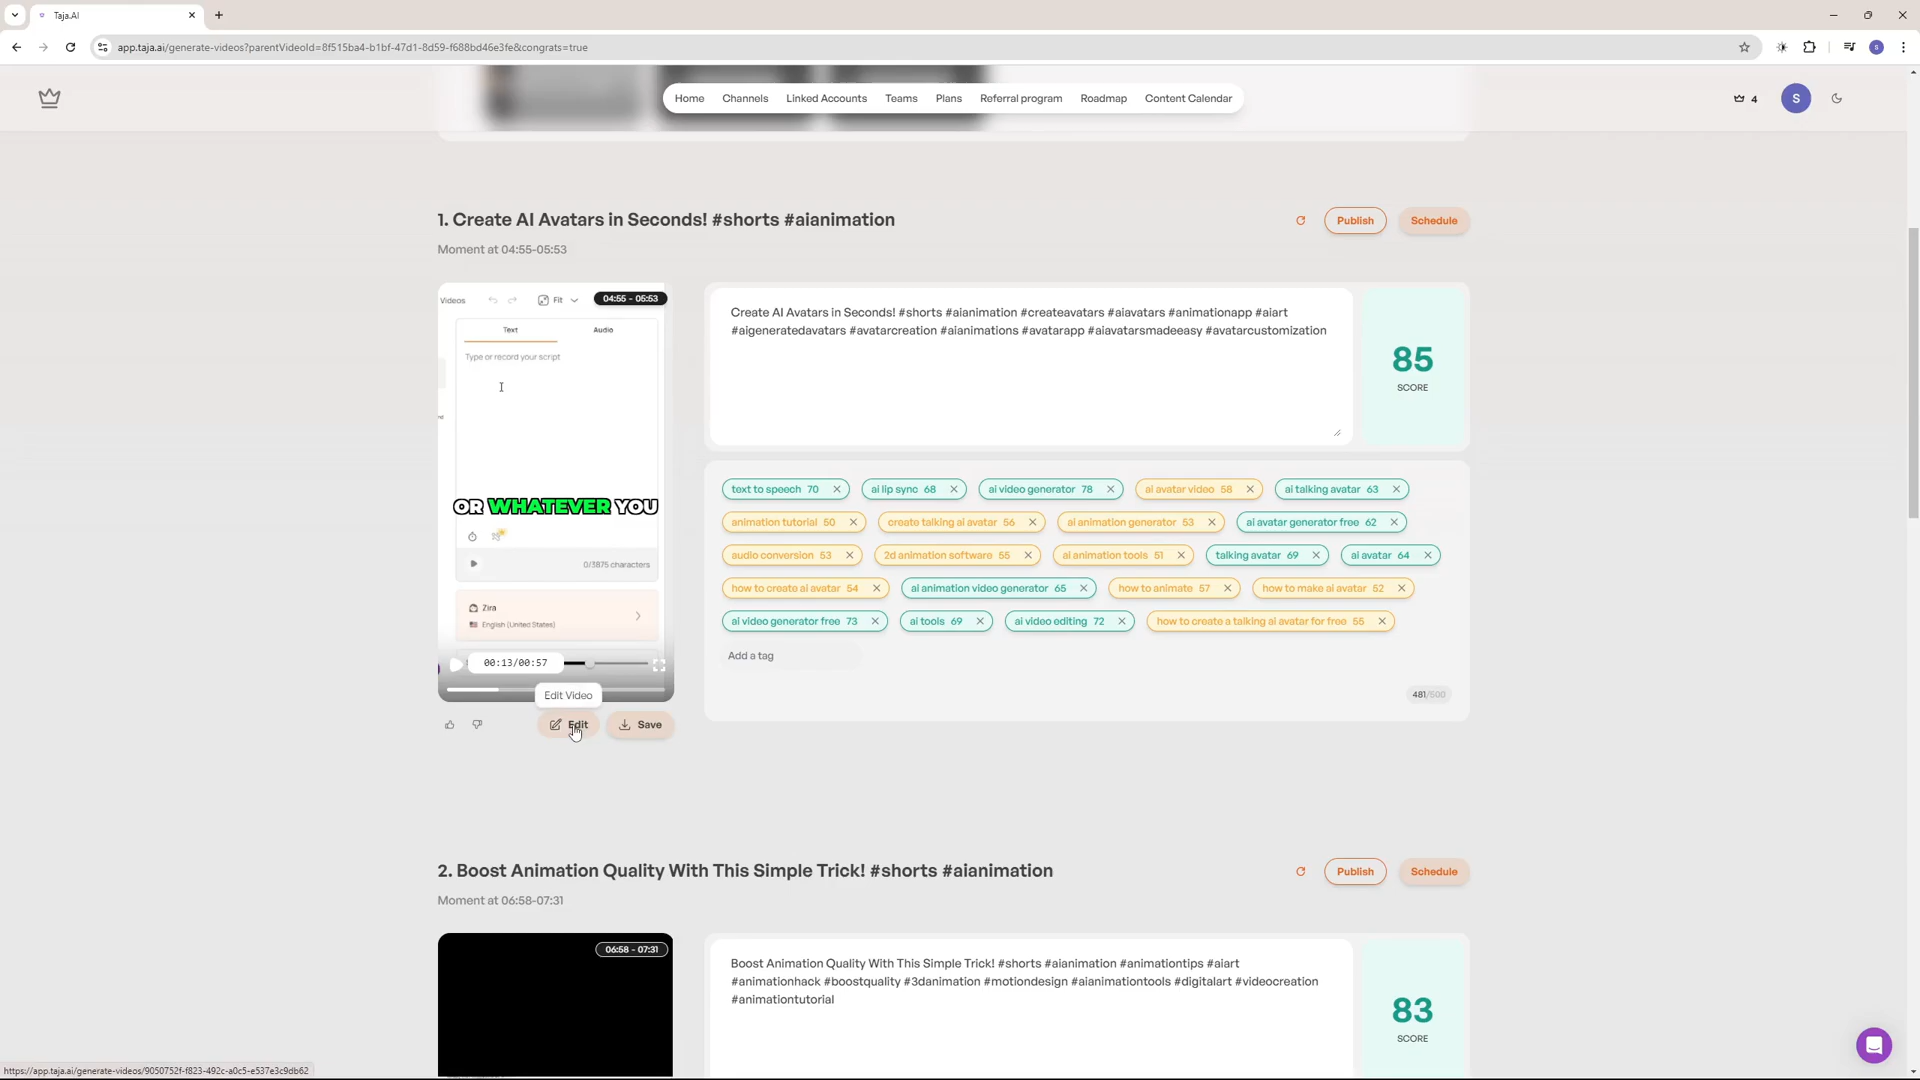 Taja.AI
app.taja.ai/generate-videos?parentVideoId=8f515ba4-b1bf-47d1-8d59-f688bd46e3fe&congrats=true
S
Home Channels Linked Accounts Teams Plans Referral program Roadmap Content Calendar
4
S
1. Create AI Avatars in Seconds! #shorts #aianimation
Publish
Schedule
Moment at 04:55-05:53
Videos
Fit
04:55 - 05:53
Text
Audio
Type or record your script
OR WHATEVER YOU
0/3875 characters
Zira
English (United States)
00:13/00:57
Edit Video
Edit
Save
Create AI Avatars in Seconds! #shorts #aianimation #createavatars #aiavatars #animationapp #aiart
#aigeneratedavatars #avatarcreation #aianimations #avatarapp #aiavatarsmadeeasy #avatarcustomization
85
SCORE
text to speech 70 ai lip sync 68 ai video generator 78 ai avatar video 58 ai talking avatar 63
animation tutorial 50 create talking ai avatar 56 ai animation generator 53 ai avatar generator free 62
audio conversion 53 2d animation software 55 ai animation tools 51 talking avatar 69 ai avatar 64
how to create ai avatar 54 ai animation video generator 65 how to animate 57 how to make ai avatar 52
ai video generator free 73 ai tools 69 ai video editing 72 how to create a talking ai avatar for free 55
Add a tag
481/500
2. Boost Animation Quality With This Simple Trick! #shorts #aianimation
Publish
Schedule
Moment at 06:58-07:31
06:58 - 07:31
Boost Animation Quality With This Simple Trick! #shorts #aianimation #animationtips #aiart
#animationhack #boostquality #3danimation #motiondesign #aianimationtools #digitalart #videocreation
#animationtutorial
83
SCORE
https://app.taja.ai/generate-videos/9050752f-f823-492c-a0c5-e537e3c9db62